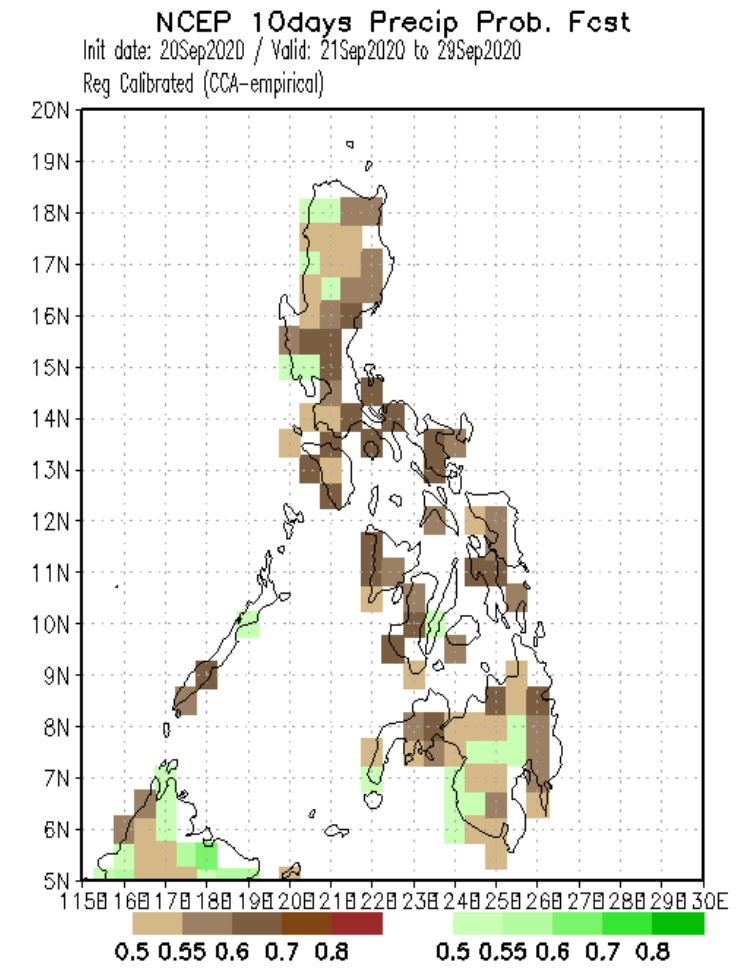 NCEP 10days Precip Prob. Fcst
Init date: 20Sep2020 / Valid: 21Sep2020 to 29Sep2020
Reg Calibrated (CCA-empirical)
20N
19N
18N
17N
16N
15N
14N
13N
12N
11N
10N
9N
8N
7N
6N
5N
115E 116E 117E 118E 119E 120E 121E 122E 123E 124E 125E 126E 127E 128E 129E 130E
0.5 0.55 0.6 0.7 0.8 0.5 0.55 0.6 0.7 0.8